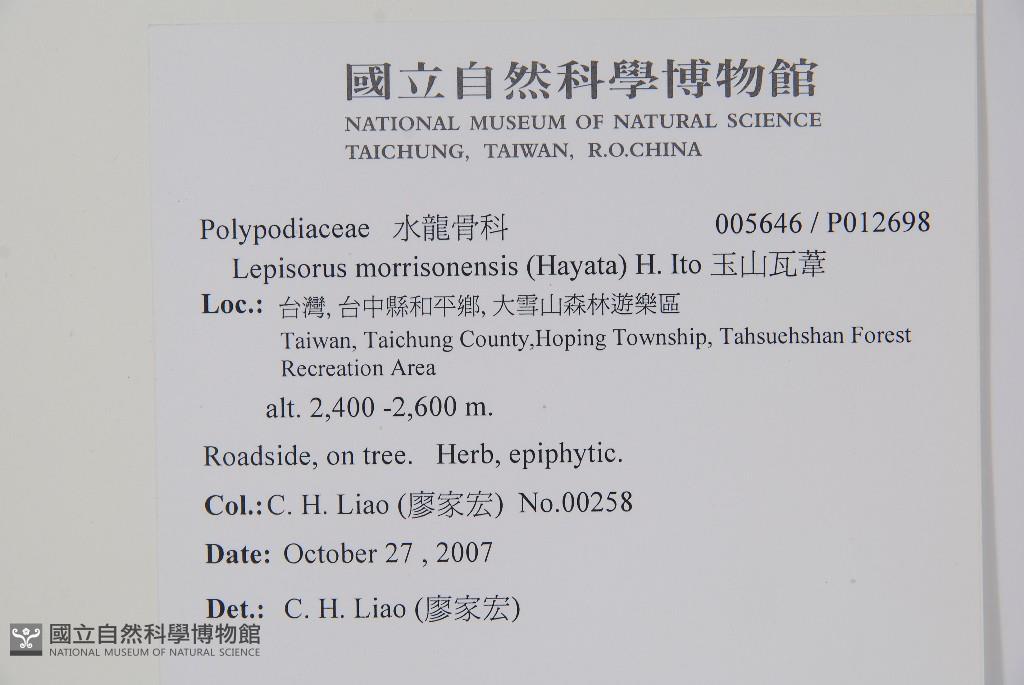 國立自然科學博物館
NATIONAL MUSEUM OF NATURAL SCIENCE
TAICHUNG, TAIWAN, R.O.CHINA
Polypodiaceae 水龍骨科 005646 / P012698
Lepisorus morrisonensis (Hayata) H. Ito 玉山瓦葦
Loc.: 台灣, 台中縣和平鄉, 大雪山森林遊樂區
Taiwan, Taichung County,Hoping Township, Tahsuehshan Forest
Recreation Area
alt. 2,400 -2,600 m.
Roadside, on tree. Herb, epiphytic.
Col.: C. H. Liao (廖家宏) No.00258
Date: October 27 , 2007
Det.: C. H. Liao (廖家宏)
國立自然科學博物館
NATIONAL MUSEUM OF NATURAL SCIENCE